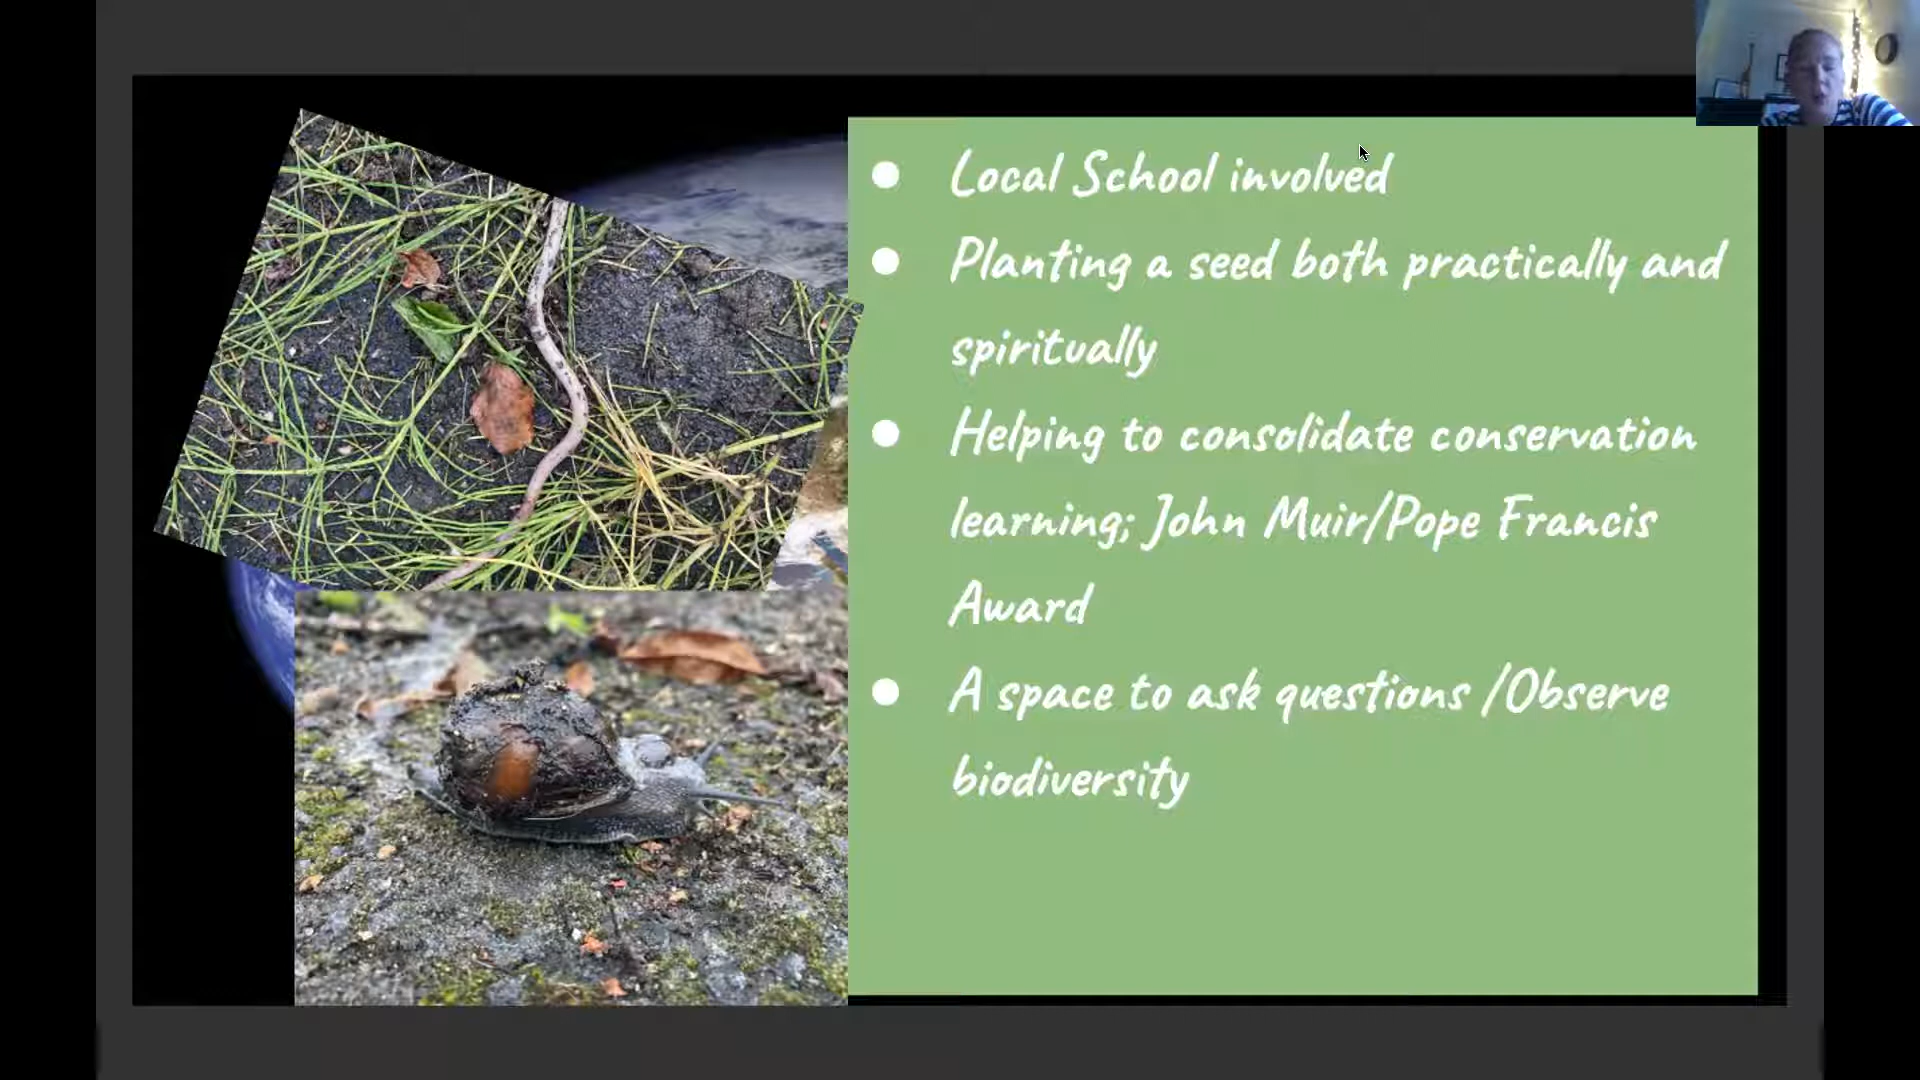 Local School involved
Planting a seed both practically and
spiritually
Helping to consolidate conservation
learning; John Muir/Pope Francis
Award
A space to ask questions /Observe
biodiversity